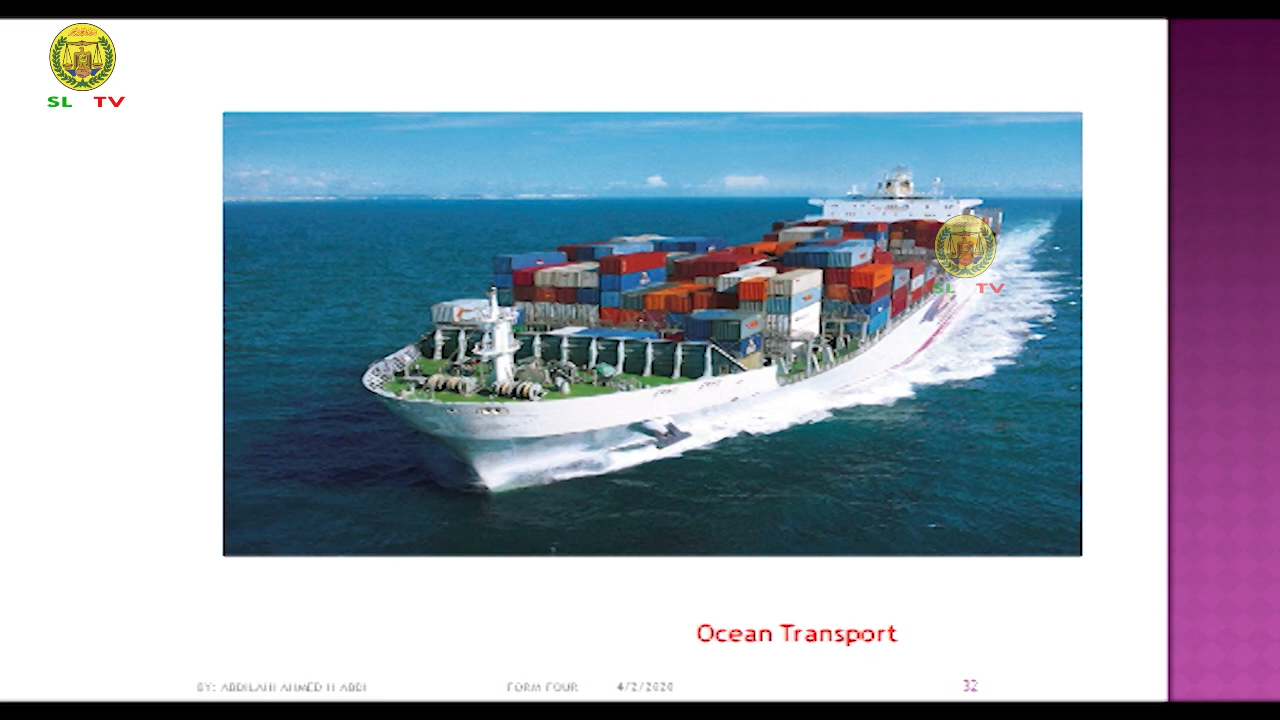 SL TV
SL TV
Ocean Transport
BY: ABDILAHI AHMED H ABDI FORM FOUR 4/2/2020 32